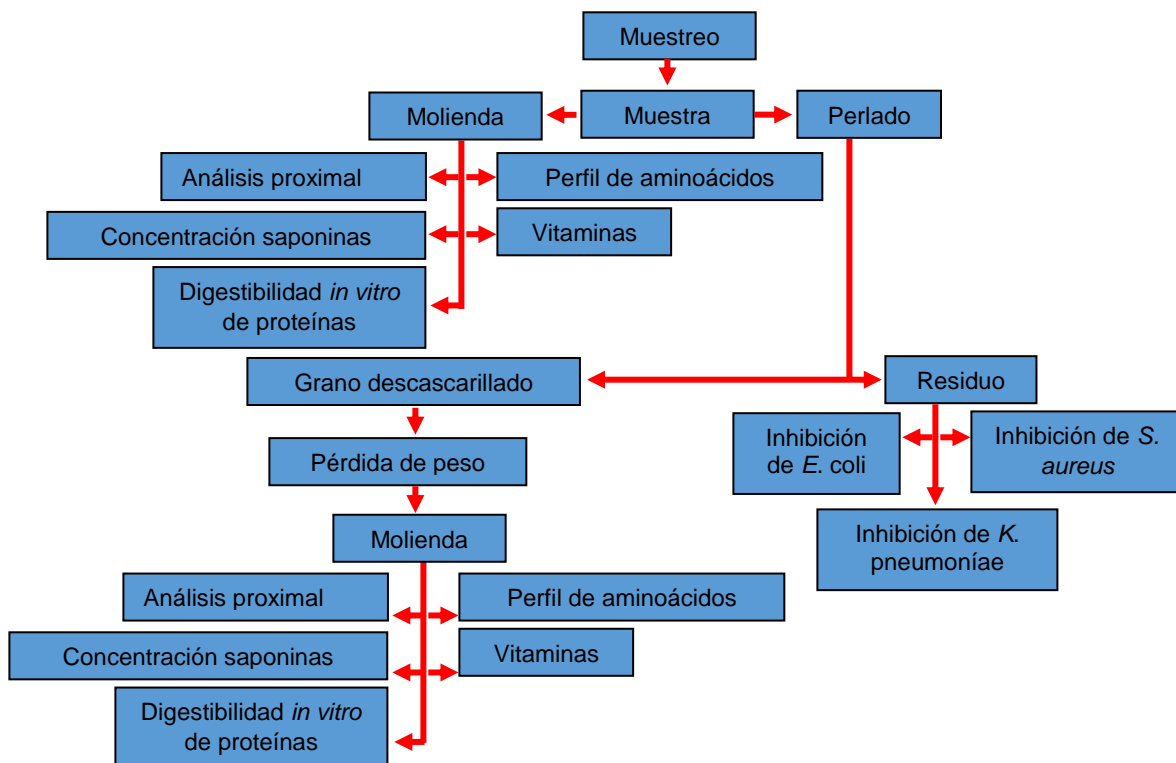 Muestreo
Molienda
Muestra
Perlado
Análisis proximal
Perfil de aminoácidos
Concentración saponinas
Vitaminas
Digestibilidad in vitro
de proteínas
Grano descascarillado
Residuo
Inhibición
de E. coli
Inhibición de S.
aureus
Pérdida de peso
Inhibición de K.
pneumoníae
Molienda
Análisis proximal
Perfil de aminoácidos
Concentración saponinas
Vitaminas
Digestibilidad in vitro
de proteínas